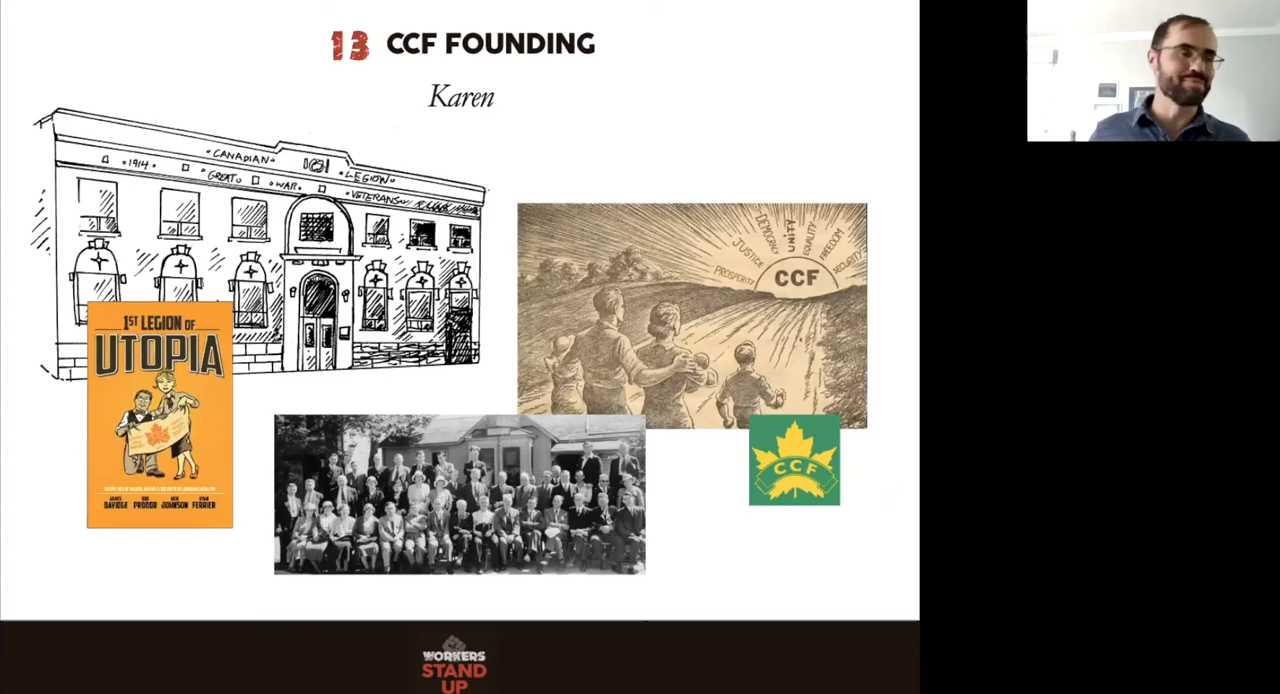 13 CCF FOUNDING
Karen
CANADIAN LEGION
1914 GREAT WAR VETERANS
JUSTICE
DEMOCRACY
UNITY
EQUALITY
FREEDOM
PROSPERITY
SECURITY
CCF
1ST LEGION OF
UTOPIA
JAMES DAVIDGE BOB PRODOR NICK JOHNSON RYAN FERRIER
CCF
WORKERS
STAND
UP